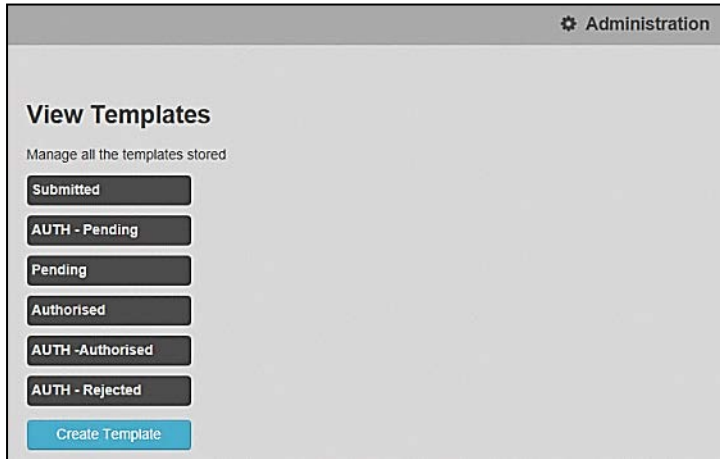 Administration
View Templates
Manage all the templates stored
Submitted
AUTH - Pending
Pending
Authorised
AUTH -Authorised
AUTH - Rejected
Create Template